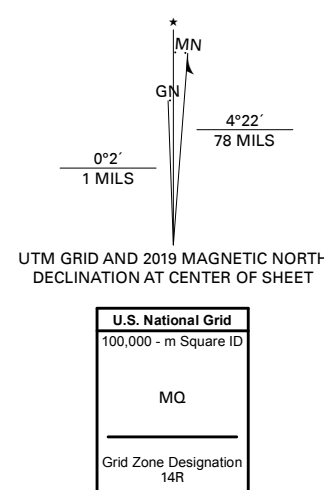 ★
MN
GN
4°22´
78 MILS
0°2´
1 MILS
UTM GRID AND 2019 MAGNETIC NORTH
DECLINATION AT CENTER OF SHEET
U.S. National Grid
100,000 - m Square ID
MQ
Grid Zone Designation
14R